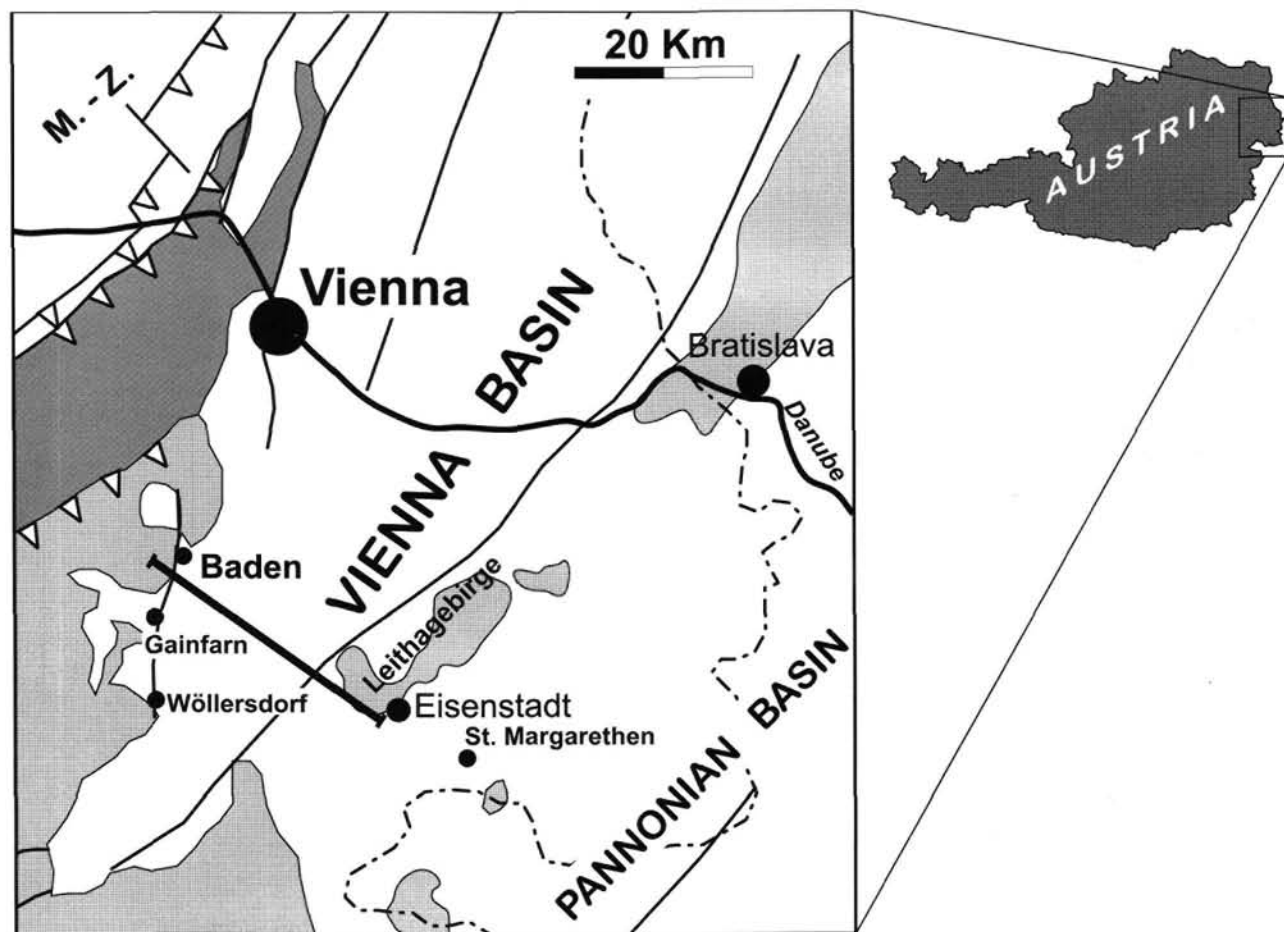 20 Km
M. - Z.
AUSTRIA
Vienna
VIENNA BASIN
Bratislava
Danube
Baden
Leithagebirge
Gainfarn
Wöllersdorf
Eisenstadt
St. Margarethen
PANNONIAN BASIN